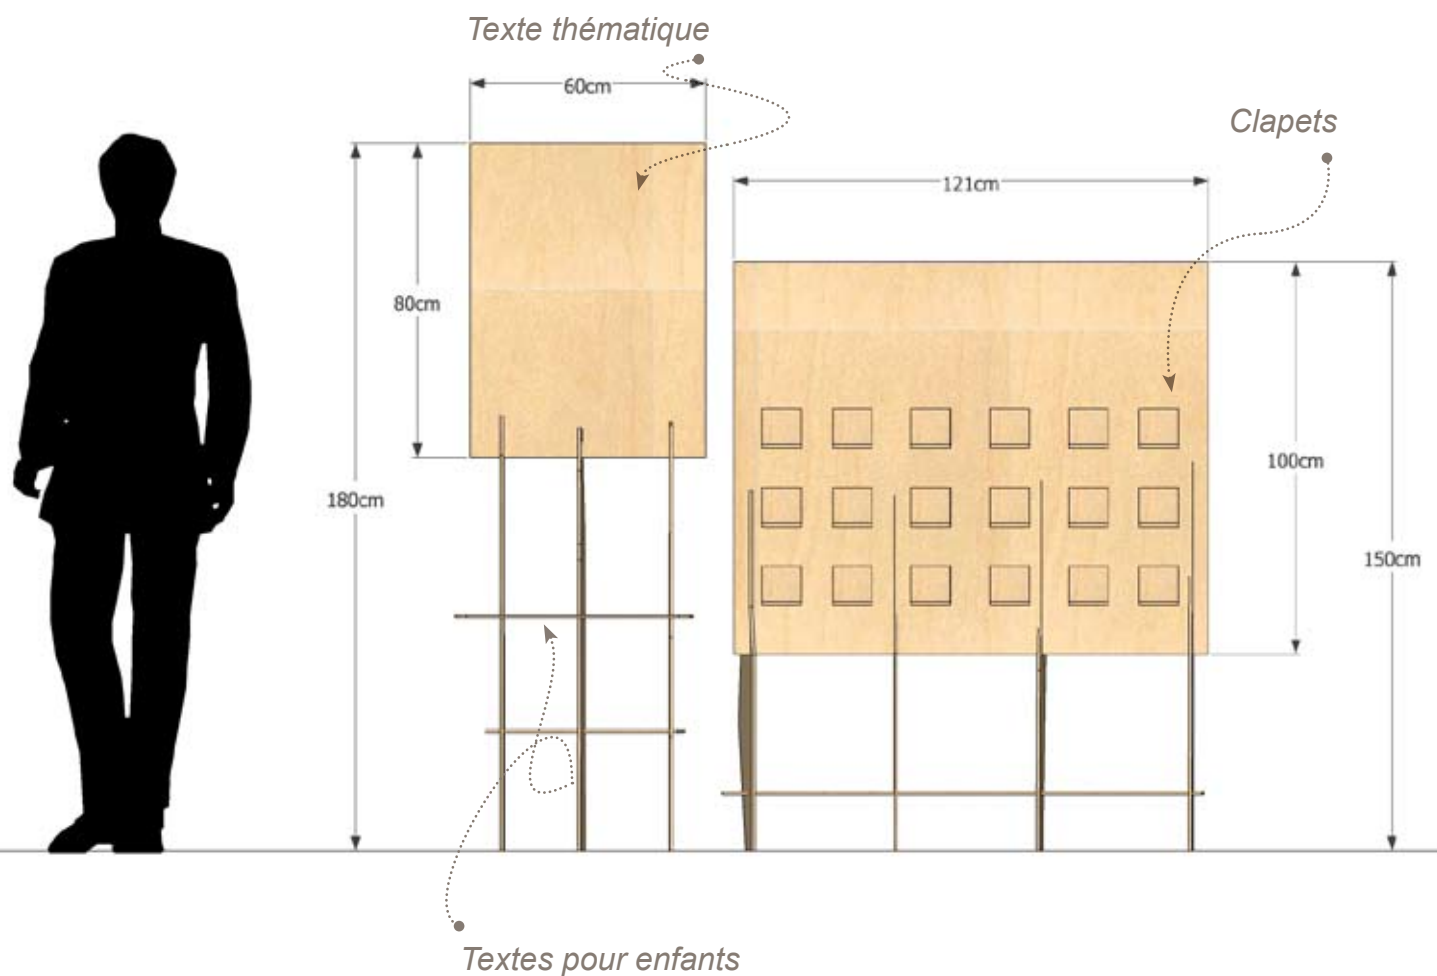 Texte thématique
60cm
Clapets
121cm
80cm
100cm
180cm
150cm
Textes pour enfants